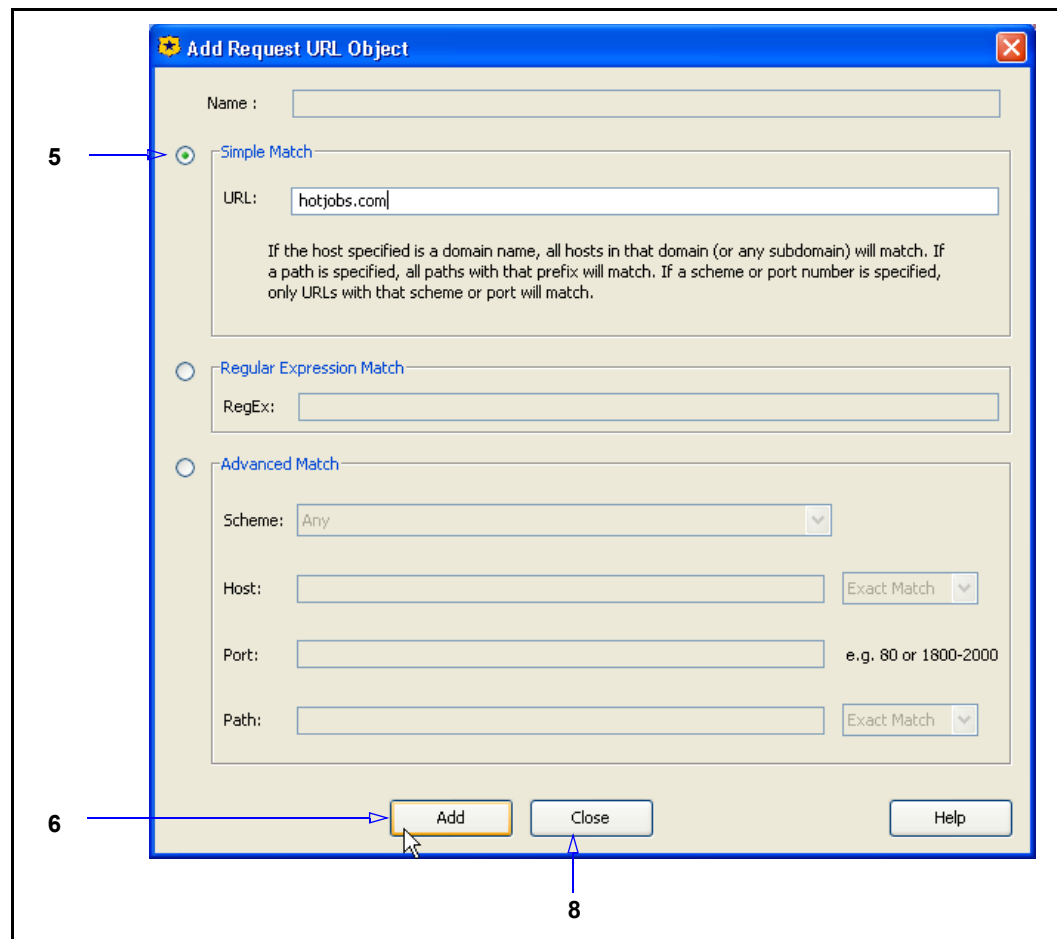 Add Request URL Object
Name :
5
Simple Match
URL: hotjobs.com
If the host specified is a domain name, all hosts in that domain (or any subdomain) will match. If
a path is specified, all paths with that prefix will match. If a scheme or port number is specified,
only URLs with that scheme or port will match.
Regular Expression Match
RegEx:
Advanced Match
Scheme: Any
Host: Exact Match
Port: e.g. 80 or 1800-2000
Path: Exact Match
6 Add Close Help
8